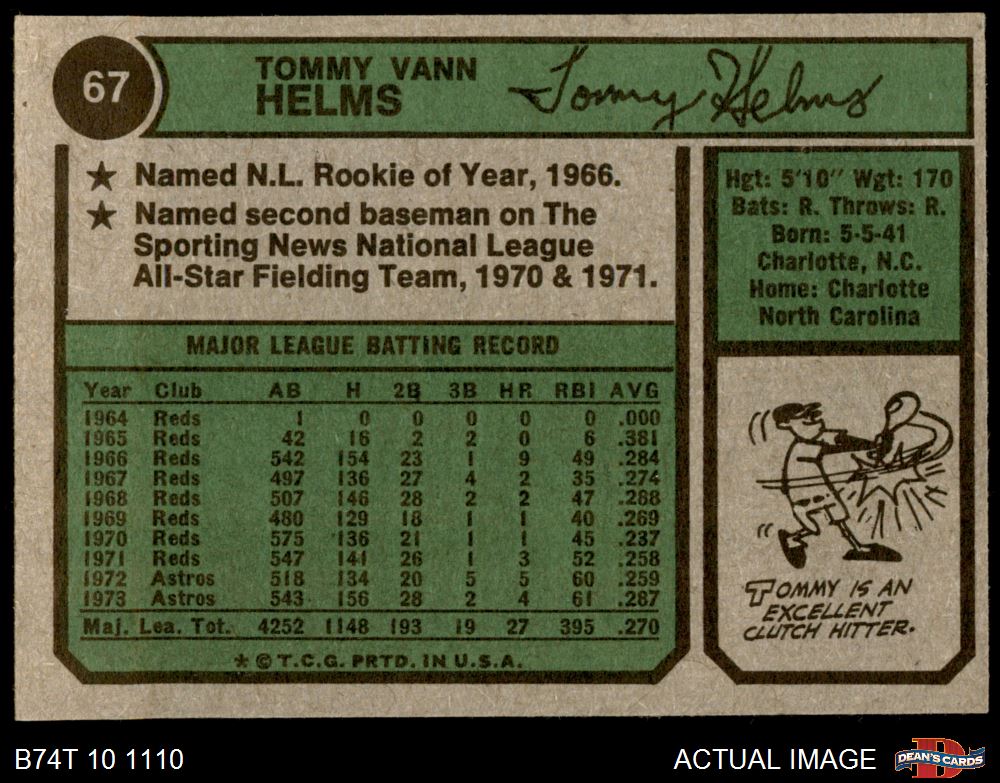 67
TOMMY VANN
HELMS
Tommy Helms
★ Named N.L. Rookie of Year, 1966.
★ Named second baseman on The
Sporting News National League
All-Star Fielding Team, 1970 & 1971.
Hgt: 5'10" Wgt: 170
Bats: R. Throws: R.
Born: 5-5-41
Charlotte, N.C.
Home: Charlotte
North Carolina
MAJOR LEAGUE BATTING RECORD
Year Club AB H 2B 3B HR RBI AVG
1964 Reds 1 0 0 0 0 0 .000
1965 Reds 42 16 2 2 0 6 .381
1966 Reds 542 154 23 1 9 49 .284
1967 Reds 497 136 27 4 2 35 .274
1968 Reds 507 146 28 2 2 47 .288
1969 Reds 480 129 18 1 1 40 .269
1970 Reds 575 136 21 1 1 45 .237
1971 Reds 547 141 26 1 3 52 .258
1972 Astros 518 134 20 5 5 60 .259
1973 Astros 543 156 28 2 4 61 .287
Maj. Lea. Tot. 4252 1148 193 19 27 395 .270
★ © T.C.G. PRTD. IN U.S.A.
TOMMY IS AN
EXCELLENT
CLUTCH HITTER.
B74T 10 1110
ACTUAL IMAGE
D
DEAN'S CARDS